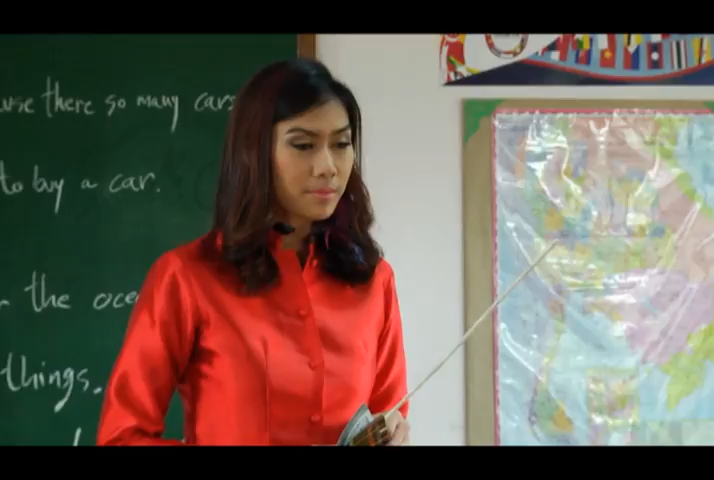 there so many cars
to buy a car.
the
things.